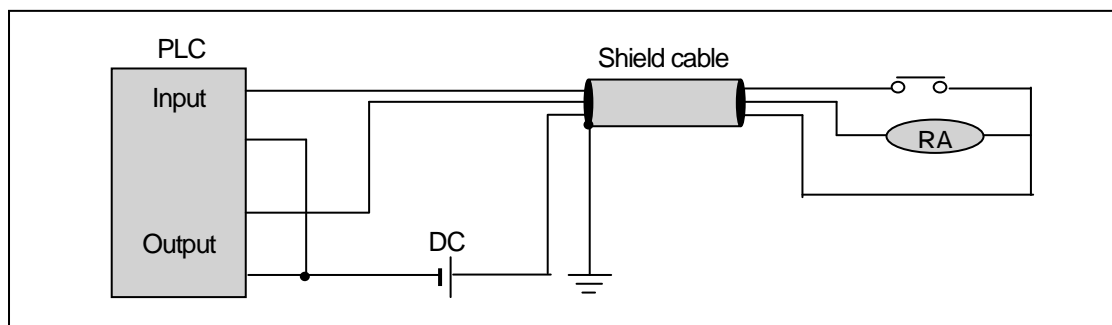 PLC
Shield cable
Input
RA
Output
DC